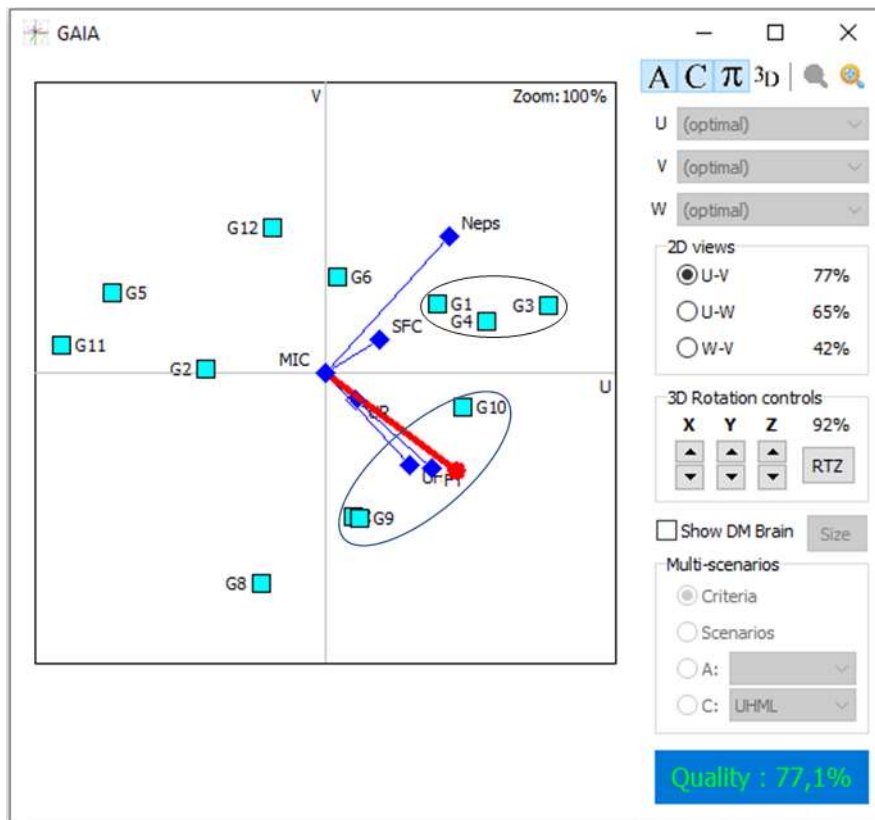 GAIA
V
Zoom:100%
A C π 3D
U (optimal)
V (optimal)
W (optimal)
2D views
U-V 77%
U-W 65%
W-V 42%
3D Rotation controls
X Y Z 92%
RTZ
Show DM Brain Size
Multi-scenarios
Criteria
Scenarios
A:
C: UHML
Quality : 77,1%
Neps
G12
G6
G5
G1
G3
G4
SFC
G11
MIC
G2
U
G10
G9
G8